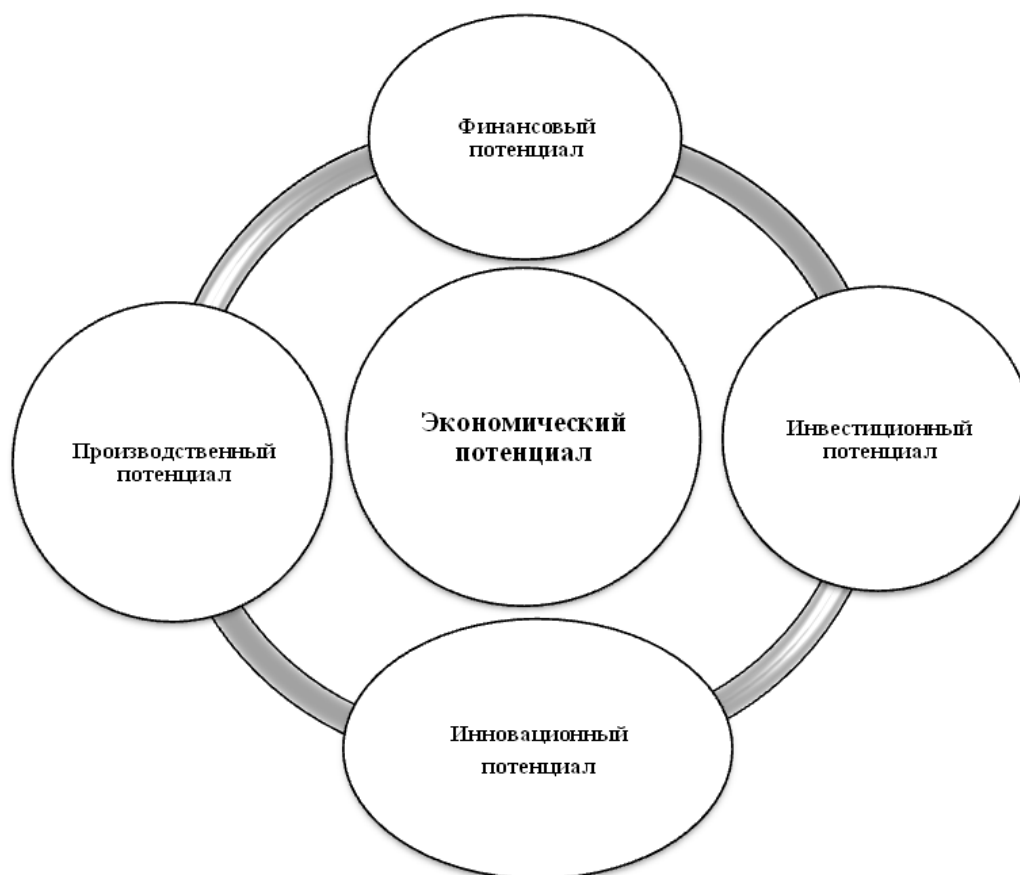 Финансовый
потенциал
Экономический
потенциал
Производственный
потенциал
Инвестиционный
потенциал
Инновационный
потенциал